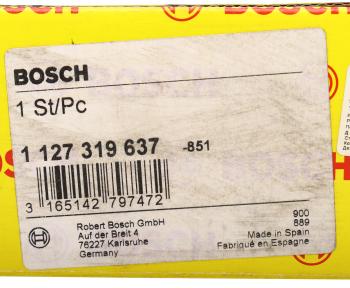 BOSCH
1 St/Pc
1 127 319 637 -851
3 165142 797472
Robert Bosch GmbH
Auf der Breit 4
76227 Karlsruhe
Germany
900
889
Made in Spain
Fabriqué en Espagne